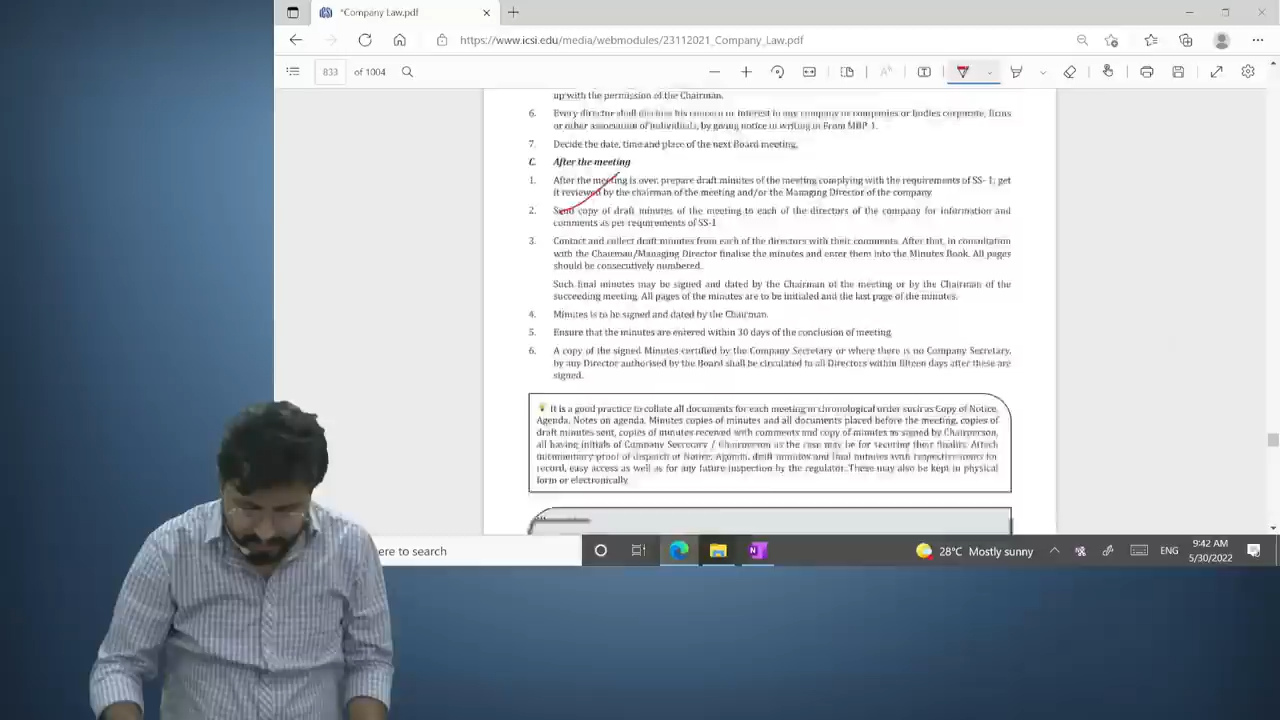 *Company Law.pdf
https://www.icsi.edu/media/webmodules/23112021_Company_Law.pdf
833 of 1004
up with the permission of the Chairman.
6. Every director shall disclose his concern or interest in any company or companies or bodies corporate, firms
or other association of individuals, by giving notice in writing in From MBP-1.
7. Decide the date, time and place of the next Board meeting.
C. After the meeting
1. After the meeting is over, prepare draft minutes of the meeting complying with the requirements of SS-1; get
it reviewed by the chairman of the meeting and/or the Managing Director of the company.
2. Send copy of draft minutes of the meeting to each of the directors of the company for information and
comments as per requirements of SS-1
3. Contact and collect draft minutes from each of the directors with their comments. After that, in consultation
with the Chairman/Managing Director finalise the minutes and enter them into the Minutes Book. All pages
should be consecutively numbered.
Such final minutes may be signed and dated by the Chairman of the meeting or by the Chairman of the
succeeding meeting. All pages of the minutes are to be initialed and the last page of the minutes.
4. Minutes is to be signed and dated by the Chairman.
5. Ensure that the minutes are entered within 30 days of the conclusion of meeting.
6. A copy of the signed Minutes certified by the Company Secretary or where there is no Company Secretary,
by any Director authorised by the Board shall be circulated to all Directors within fifteen days after these are
signed.
It is a good practice to collate all documents for each meeting in chronological order such as Copy of Notice,
Agenda, Notes on agenda. Minutes copies of minutes and all documents placed before the meeting, copies of
draft minutes sent, copies of minutes received with comments and copy of minutes as signed by Chairperson,
all having initials of Company Secretary / Chairperson as the case may be for securing their finality. Attach
documentary proof of dispatch of Notice, Agenda, draft minutes and final minutes with respective notes for
record, easy access as well as for any future inspection by the regulator. These may also be kept in physical
form or electronically.
ere to search
28°C Mostly sunny
ENG
9:42 AM
5/30/2022